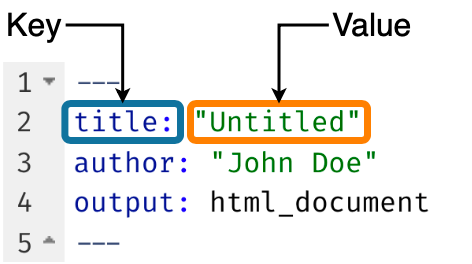 Key Value
1 ---
2 title: "Untitled"
3 author: "John Doe"
4 output: html_document
5 ---